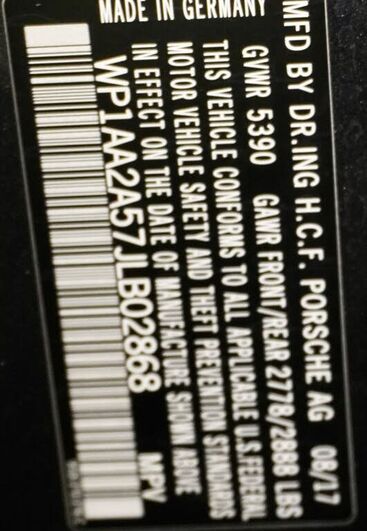 MFD BY DR.ING H.C.F. PORSCHE AG 08/17
GVWR 5390 GAWR FRONT/REAR 2778/2888 LBS
THIS VEHICLE CONFORMS TO ALL APPLICABLE U.S.FEDERAL
MOTOR VEHICLE SAFETY AND THEFT PREVENTION STANDARDS
IN EFFECT ON THE DATE OF MANUFACTURE SHOWN ABOVE
WP1AA2A57JLB02868 MPV
MADE IN GERMANY